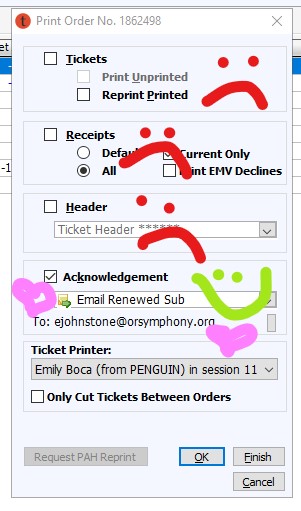 Print Order No. 1862498
Tickets
Print Unprinted
Reprint Printed
Receipts
Current Only
All
EMV Declines
Header
Ticket Header ******
Acknowledgement
Email Renewed Sub
To: ejohnstone@orsymphony.org
Ticket Printer:
Emily Boca (from PENGUIN) in session 11
Only Cut Tickets Between Orders
Request PAH Reprint
OK
Finish
Cancel